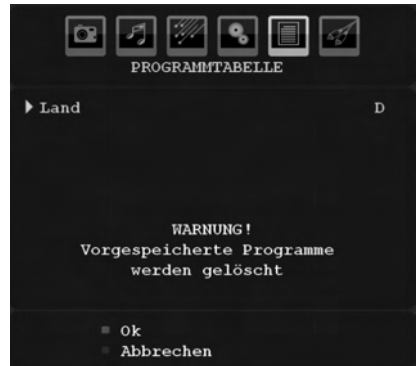 PROGRAMMTABELLE
Land D
WARNUNG!
Vorgespeicherte Programme
werden gelöscht
Ok
Abbrechen